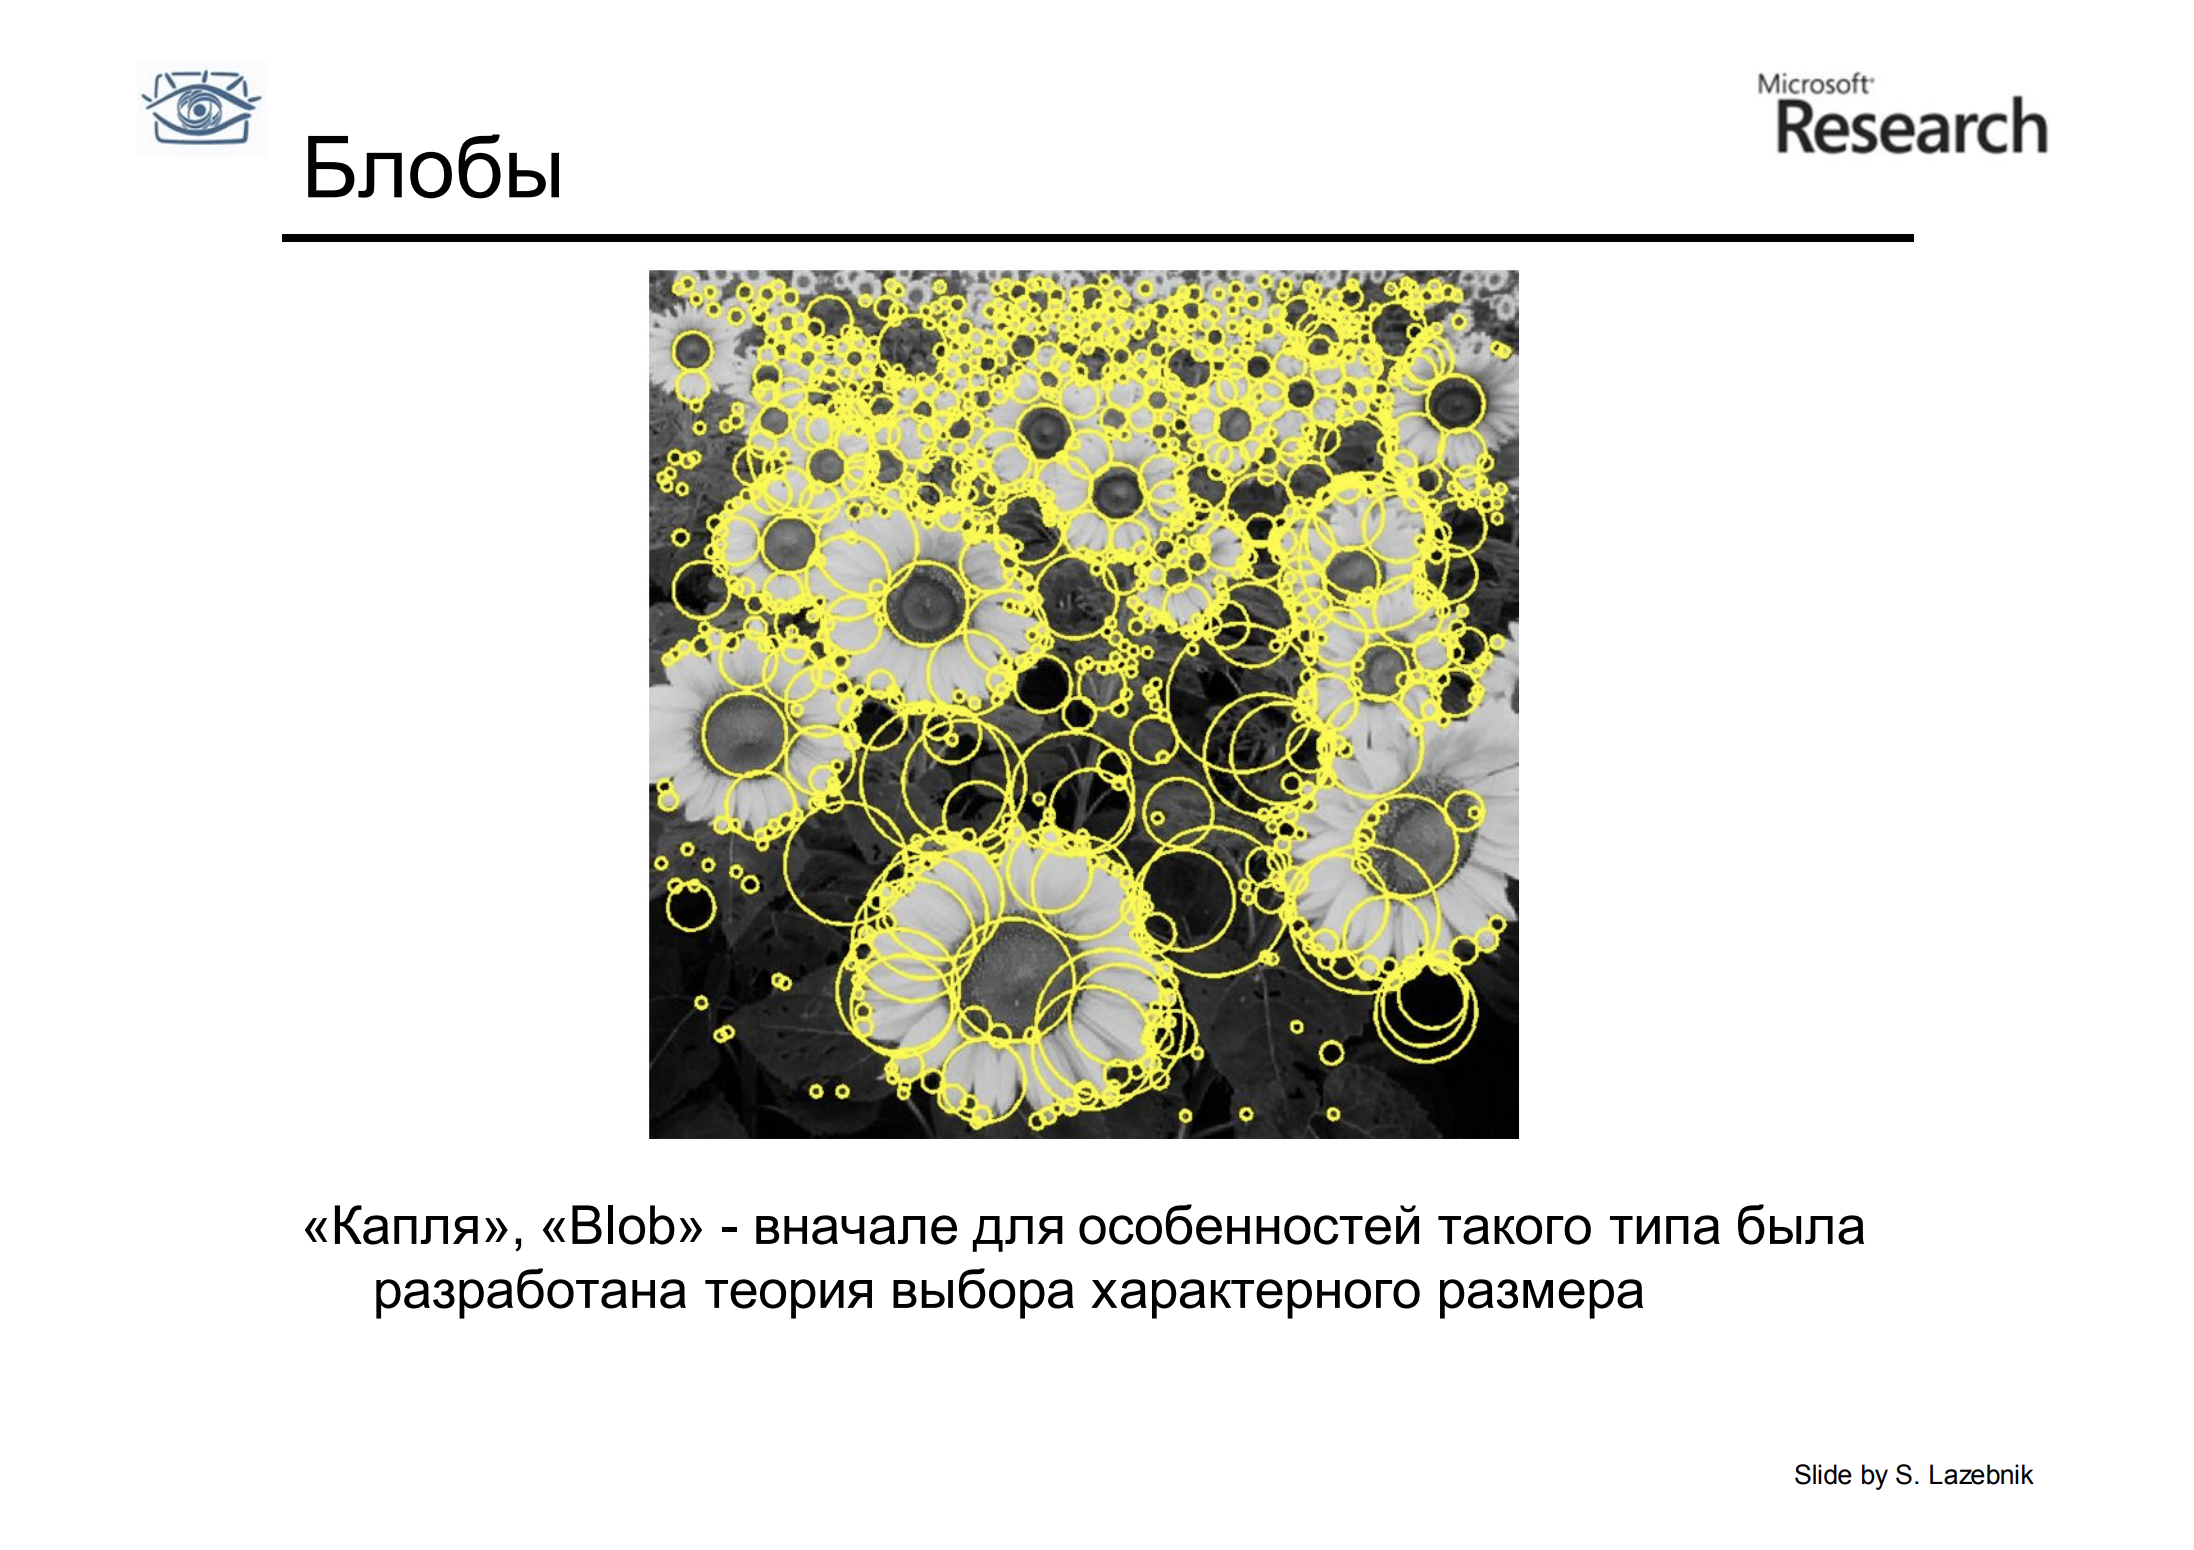 Microsoft
Research
Блобы
«Капля», «Blob» - вначале для особенностей такого типа была
разработана теория выбора характерного размера
Slide by S. Lazebnik